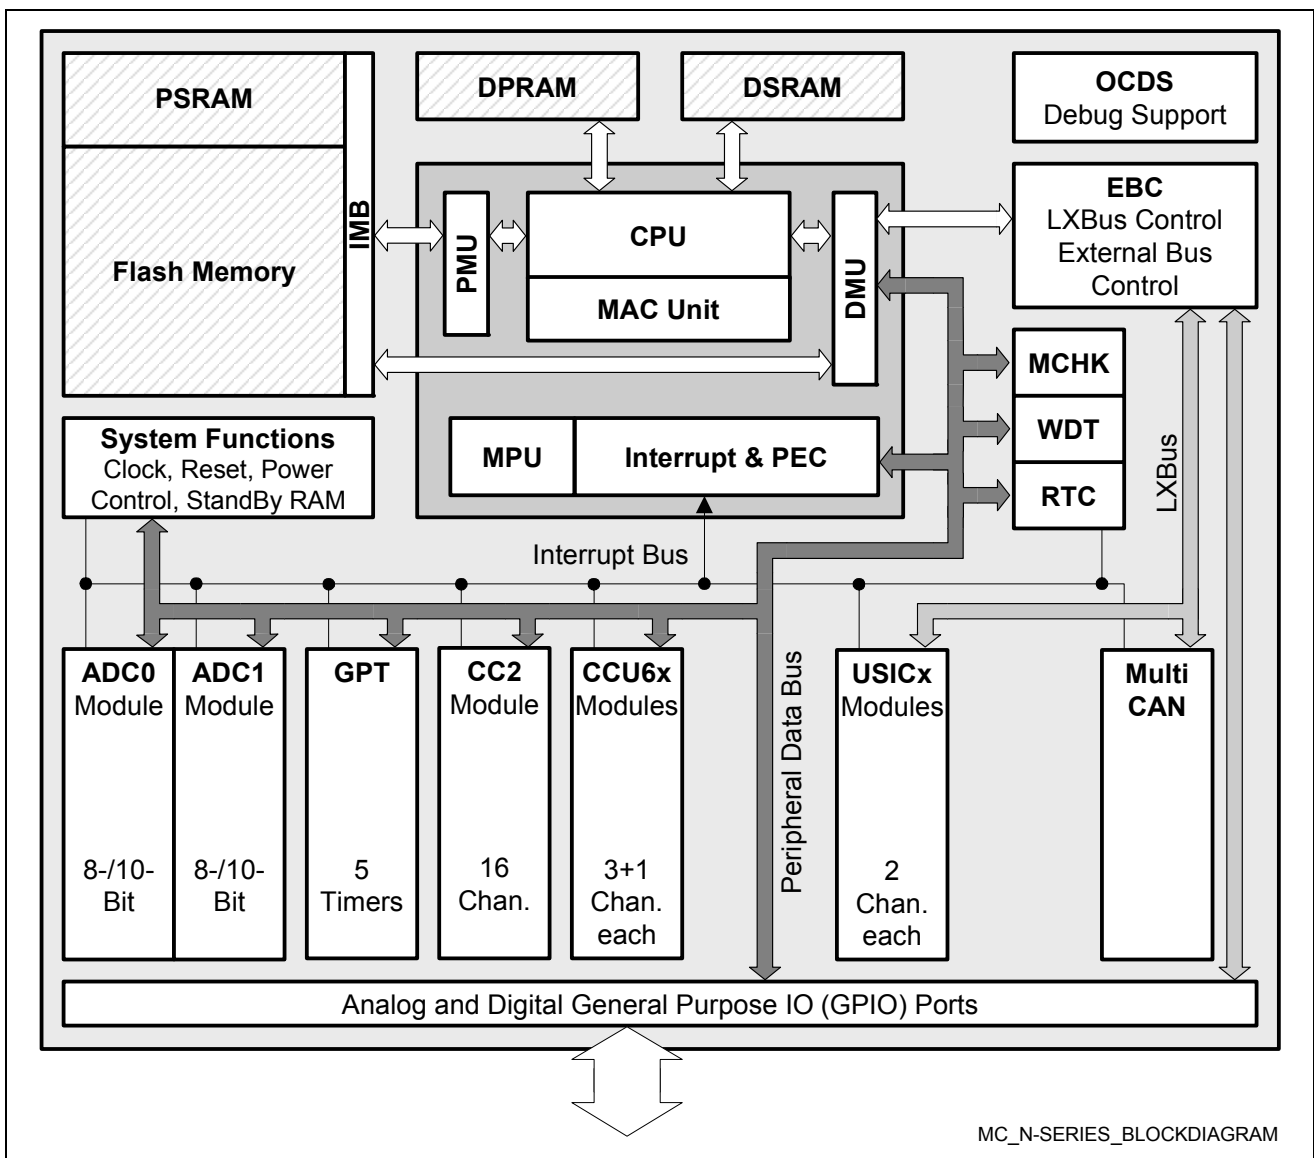 PSRAM
DPRAM
DSRAM
OCDS
Debug Support
IMB
Flash Memory
PMU
CPU
MAC Unit
DMU
EBC
LXBus Control
External Bus
Control
MCHK
WDT
RTC
LXBus
System Functions
Clock, Reset, Power
Control, StandBy RAM
MPU
Interrupt & PEC
Interrupt Bus
Peripheral Data Bus
ADC0
Module
8-/10-
Bit
ADC1
Module
8-/10-
Bit
GPT
5
Timers
CC2
Module
16
Chan.
CCU6x
Modules
3+1
Chan.
each
USICx
Modules
2
Chan.
each
Multi
CAN
Analog and Digital General Purpose IO (GPIO) Ports
MC_N-SERIES_BLOCKDIAGRAM